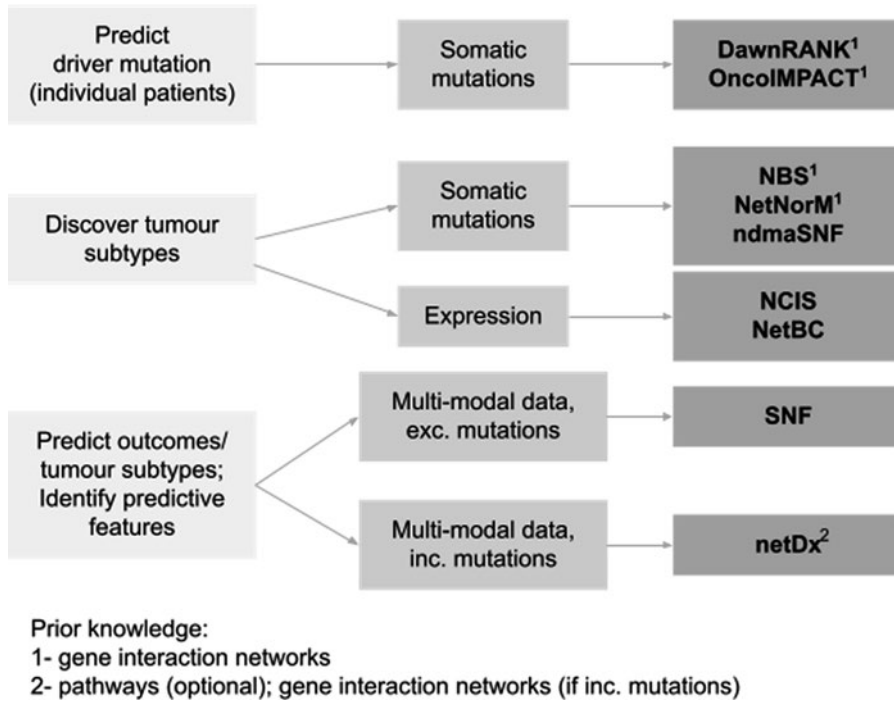 Predict
driver mutation
(individual patients)
Somatic
mutations
DawnRANK¹
OncoIMPACT¹
Discover tumour
subtypes
Somatic
mutations
NBS¹
NetNorM¹
ndmaSNF
Expression
NCIS
NetBC
Predict outcomes/
tumour subtypes;
Identify predictive
features
Multi-modal data,
exc. mutations
SNF
Multi-modal data,
inc. mutations
netDx²
Prior knowledge:
1- gene interaction networks
2- pathways (optional); gene interaction networks (if inc. mutations)